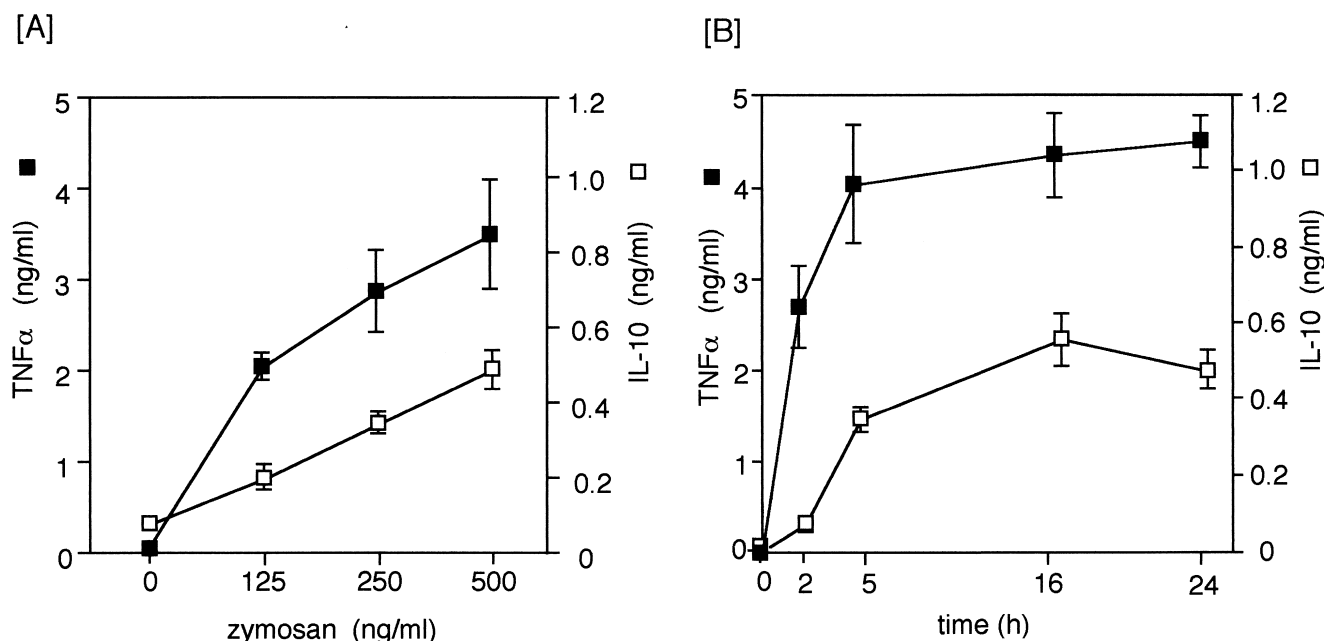 [A]
[B]
TNFα (ng/ml)
5
4
3
2
1
0
1.2
1.0
0.8
0.6
0.4
0.2
0
IL-10 (ng/ml)
0 125 250 500
zymosan (ng/ml)
TNFα (ng/ml)
5
4
3
2
1
0
1.2
1.0
0.8
0.6
0.4
0.2
0
IL-10 (ng/ml)
0 2 5 16 24
time (h)